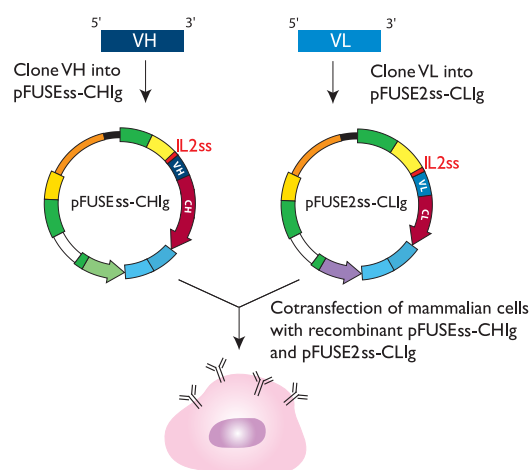 5' 3'
VH
5' 3'
VL
Clone VH into
pFUSEss-CHIg
Clone VL into
pFUSE2ss-CLIg
IL2ss
VH
CH
pFUSEss-CHIg
IL2ss
VL
CL
pFUSE2ss-CLIg
Cotransfection of mammalian cells
with recombinant pFUSEss-CHIg
and pFUSE2ss-CLIg